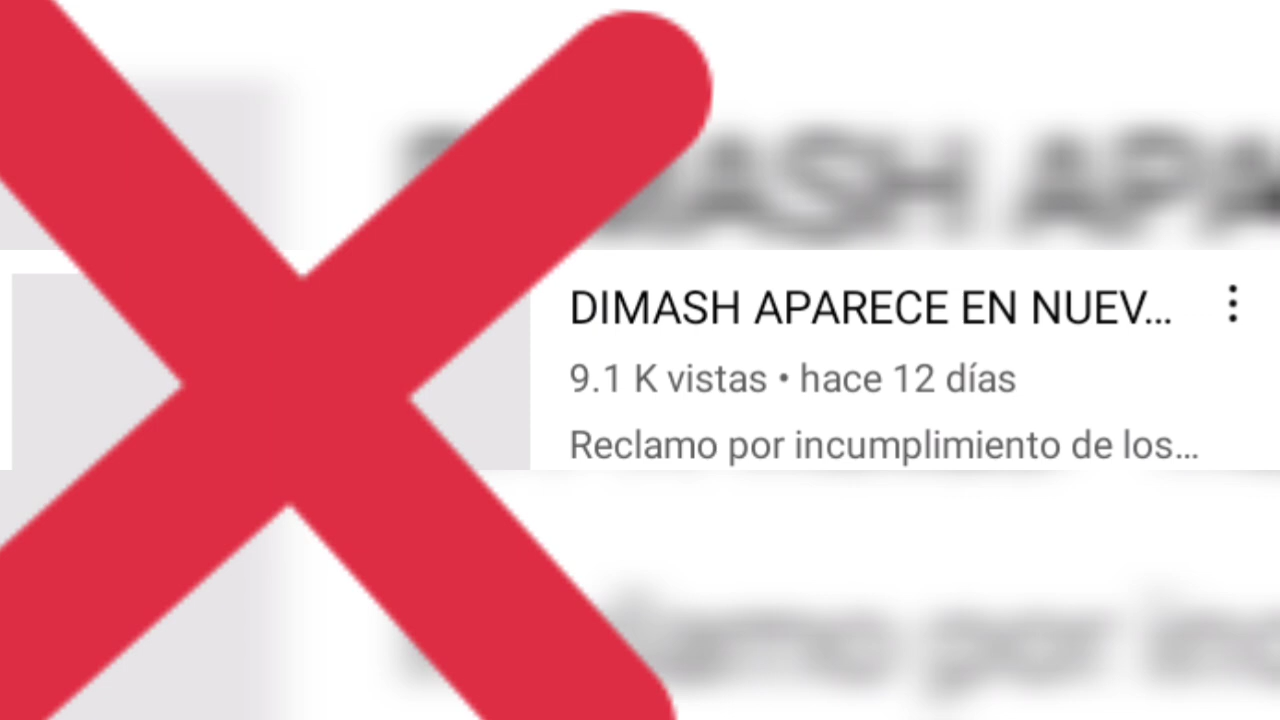 DIMASH APARECE EN NUEV...
9.1 K vistas • hace 12 días
Reclamo por incumplimiento de los...